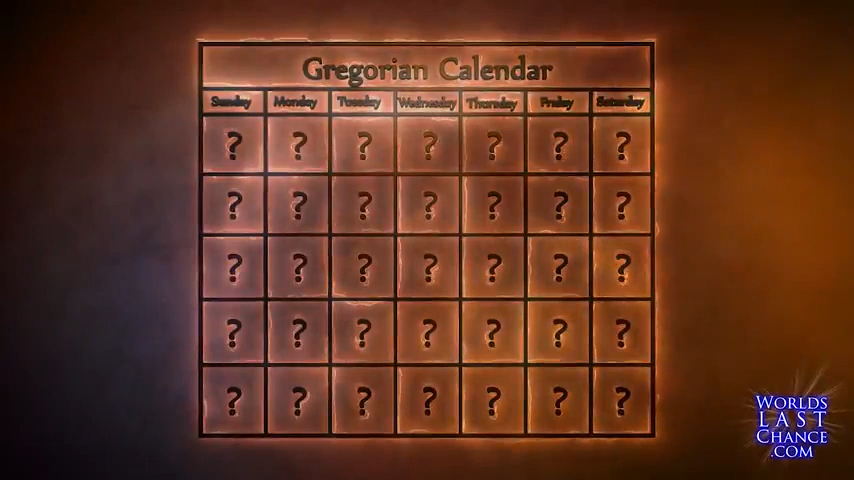 Gregorian Calendar
Sunday Monday Tuesday Wednesday Thursday Friday Saturday
? ? ? ? ? ? ?
? ? ? ? ? ? ?
? ? ? ? ? ? ?
? ? ? ? ? ? ?
? ? ? ? ? ? ?
WORLDS
LAST
CHANCE
.COM